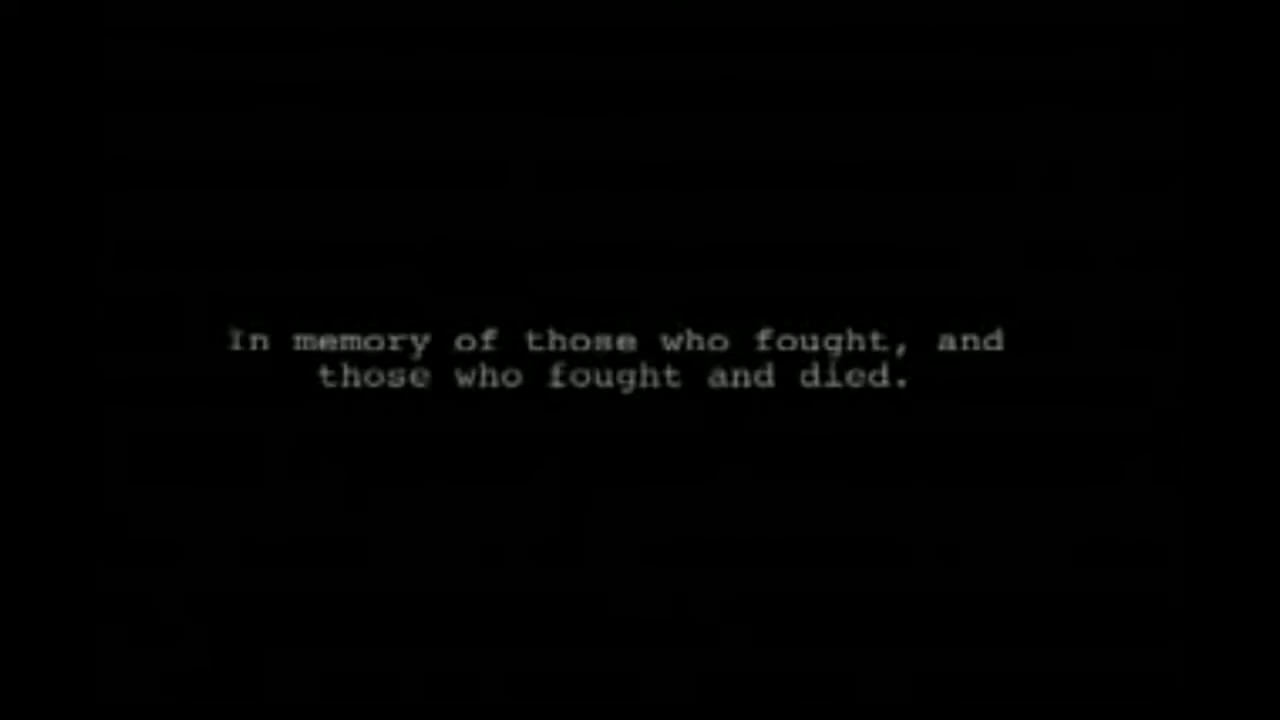 In memory of those who fought, and
those who fought and died.